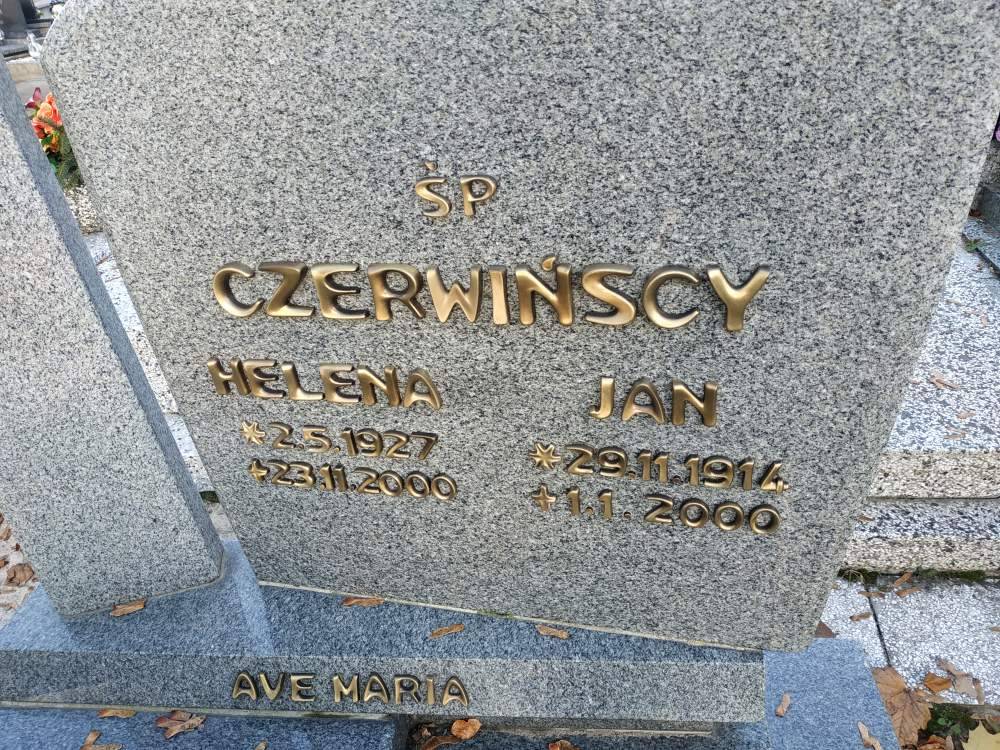 ŚP
CZERWIŃSCY
HELENA
*2.5.1927
+23.11.2000
JAN
*29.11.1914
+1.1. 2000
AVE MARIA